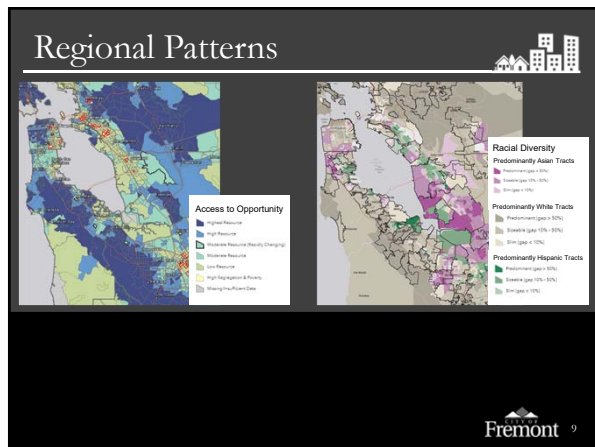 Regional Patterns
Access to Opportunity
Highest Resource
High Resource
Moderate Resource (Rapidly Changing)
Moderate Resource
Low Resource
High Segregation & Poverty
Missing/Insufficient Data
Racial Diversity
Predominantly Asian Tracts
Predominant (gap > 50%)
Sizeable (gap 10% - 50%)
Slim (gap < 10%)
Predominantly White Tracts
Predominant (gap > 50%)
Sizeable (gap 10% - 50%)
Slim (gap < 10%)
Predominantly Hispanic Tracts
Predominant (gap > 50%)
Sizeable (gap 10% - 50%)
Slim (gap < 10%)
CITY OF
Fremont
9